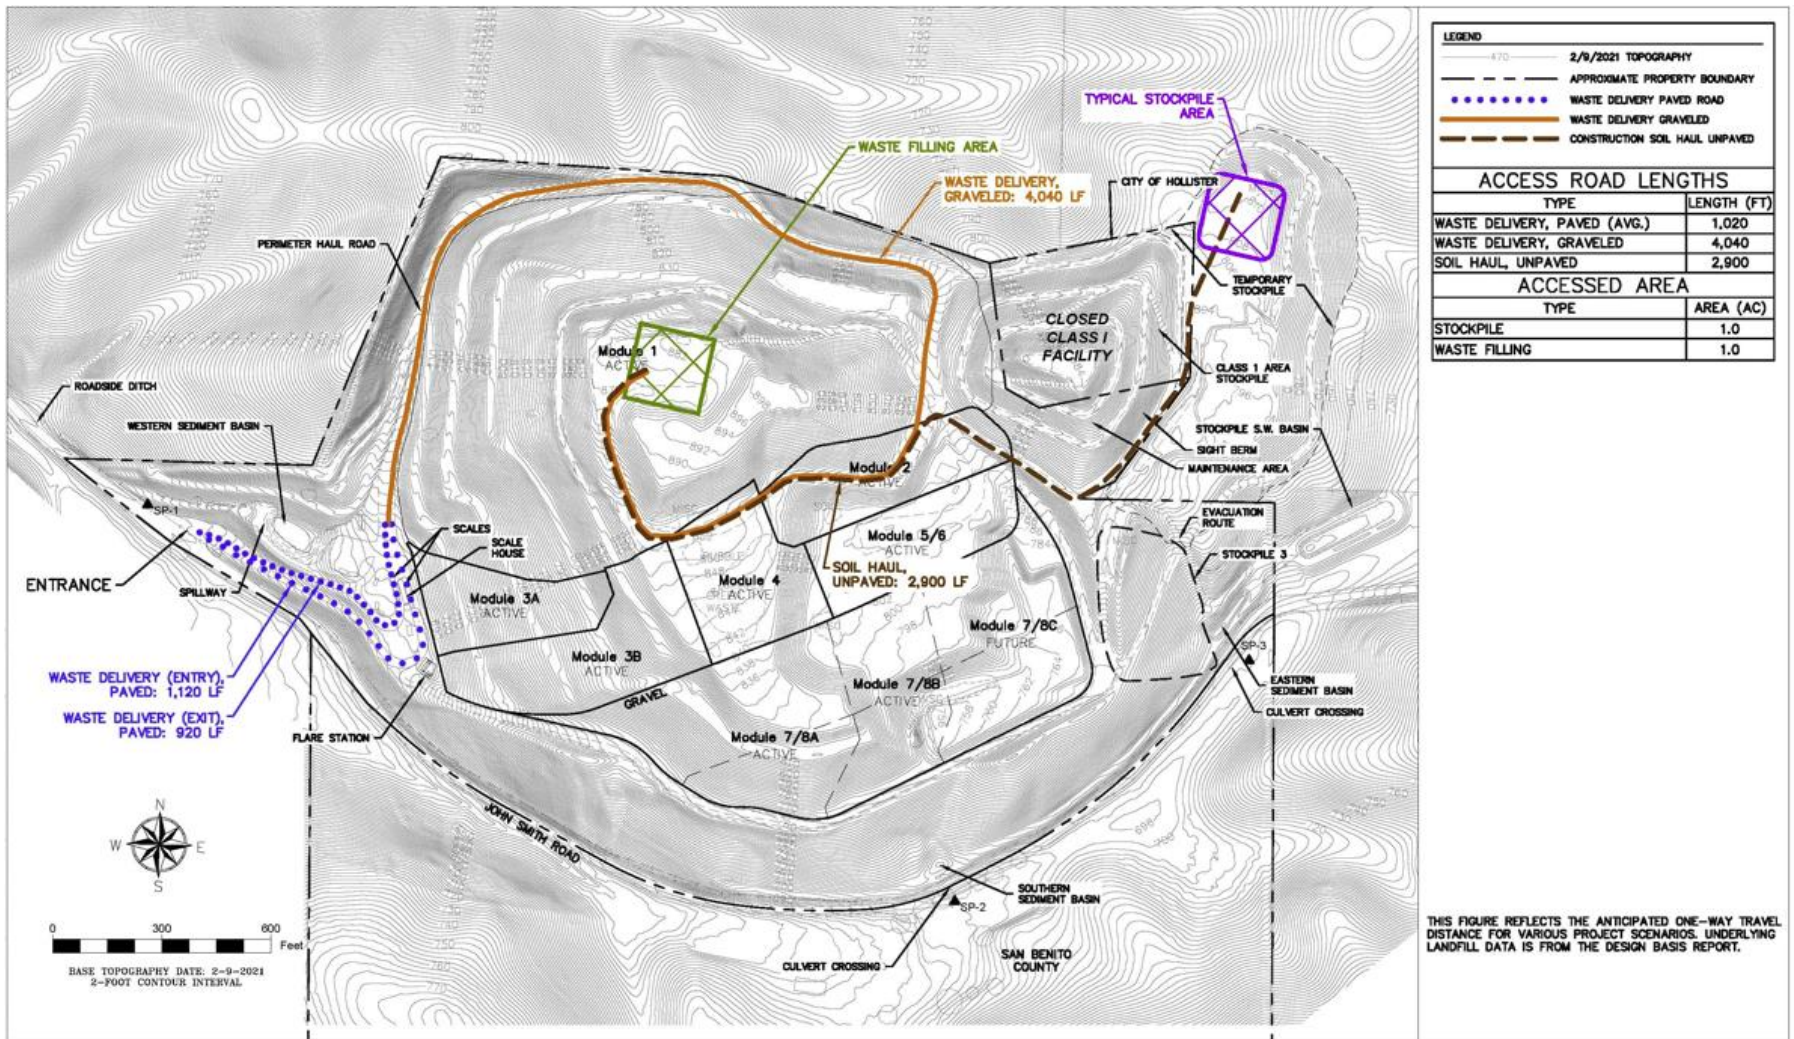 LEGEND
470
2/9/2021 TOPOGRAPHY
APPROXIMATE PROPERTY BOUNDARY
WASTE DELIVERY PAVED ROAD
WASTE DELIVERY GRAVELED
CONSTRUCTION SOIL HAUL UNPAVED
ACCESS ROAD LENGTHS
TYPE LENGTH (FT)
WASTE DELIVERY, PAVED (AVG.) 1,020
WASTE DELIVERY, GRAVELED 4,040
SOIL HAUL, UNPAVED 2,900
ACCESSED AREA
TYPE AREA (AC)
STOCKPILE 1.0
WASTE FILLING 1.0
TYPICAL STOCKPILE
AREA
WASTE FILLING AREA
WASTE DELIVERY,
GRAVELED: 4,040 LF
CITY OF HOLLISTER
PERIMETER HAUL ROAD
TEMPORARY
STOCKPILE
CLOSED
CLASS I
FACILITY
Module 1
ACTIVE
CLASS 1 AREA
STOCKPILE
ROADSIDE DITCH
WESTERN SEDIMENT BASIN
STOCKPILE S.W. BASIN
SIGHT BERM
MAINTENANCE AREA
Module 2
ACTIVE
SP-1
EVACUATION
ROUTE
SCALES
SCALE
HOUSE
Module 5/6
ACTIVE
STOCKPILE 3
SOIL HAUL,
UNPAVED: 2,900 LF
ENTRANCE
SPILLWAY
Module 3A
ACTIVE
Module 4
ACTIVE
Module 7/8C
FUTURE
SP-3
Module 3B
ACTIVE
WASTE DELIVERY (ENTRY),
PAVED: 1,120 LF
Module 7/8B
ACTIVE
EASTERN
SEDIMENT BASIN
GRAVEL
CULVERT CROSSING
WASTE DELIVERY (EXIT),
PAVED: 920 LF
FLARE STATION
Module 7/8A
ACTIVE
JOHN SMITH ROAD
N
W E
S
SOUTHERN
SEDIMENT BASIN
SP-2
0 300 600
Feet
BASE TOPOGRAPHY DATE: 2-9-2021
2-FOOT CONTOUR INTERVAL
CULVERT CROSSING
SAN BENITO
COUNTY
THIS FIGURE REFLECTS THE ANTICIPATED ONE-WAY TRAVEL
DISTANCE FOR VARIOUS PROJECT SCENARIOS. UNDERLYING
LANDFILL DATA IS FROM THE DESIGN BASIS REPORT.